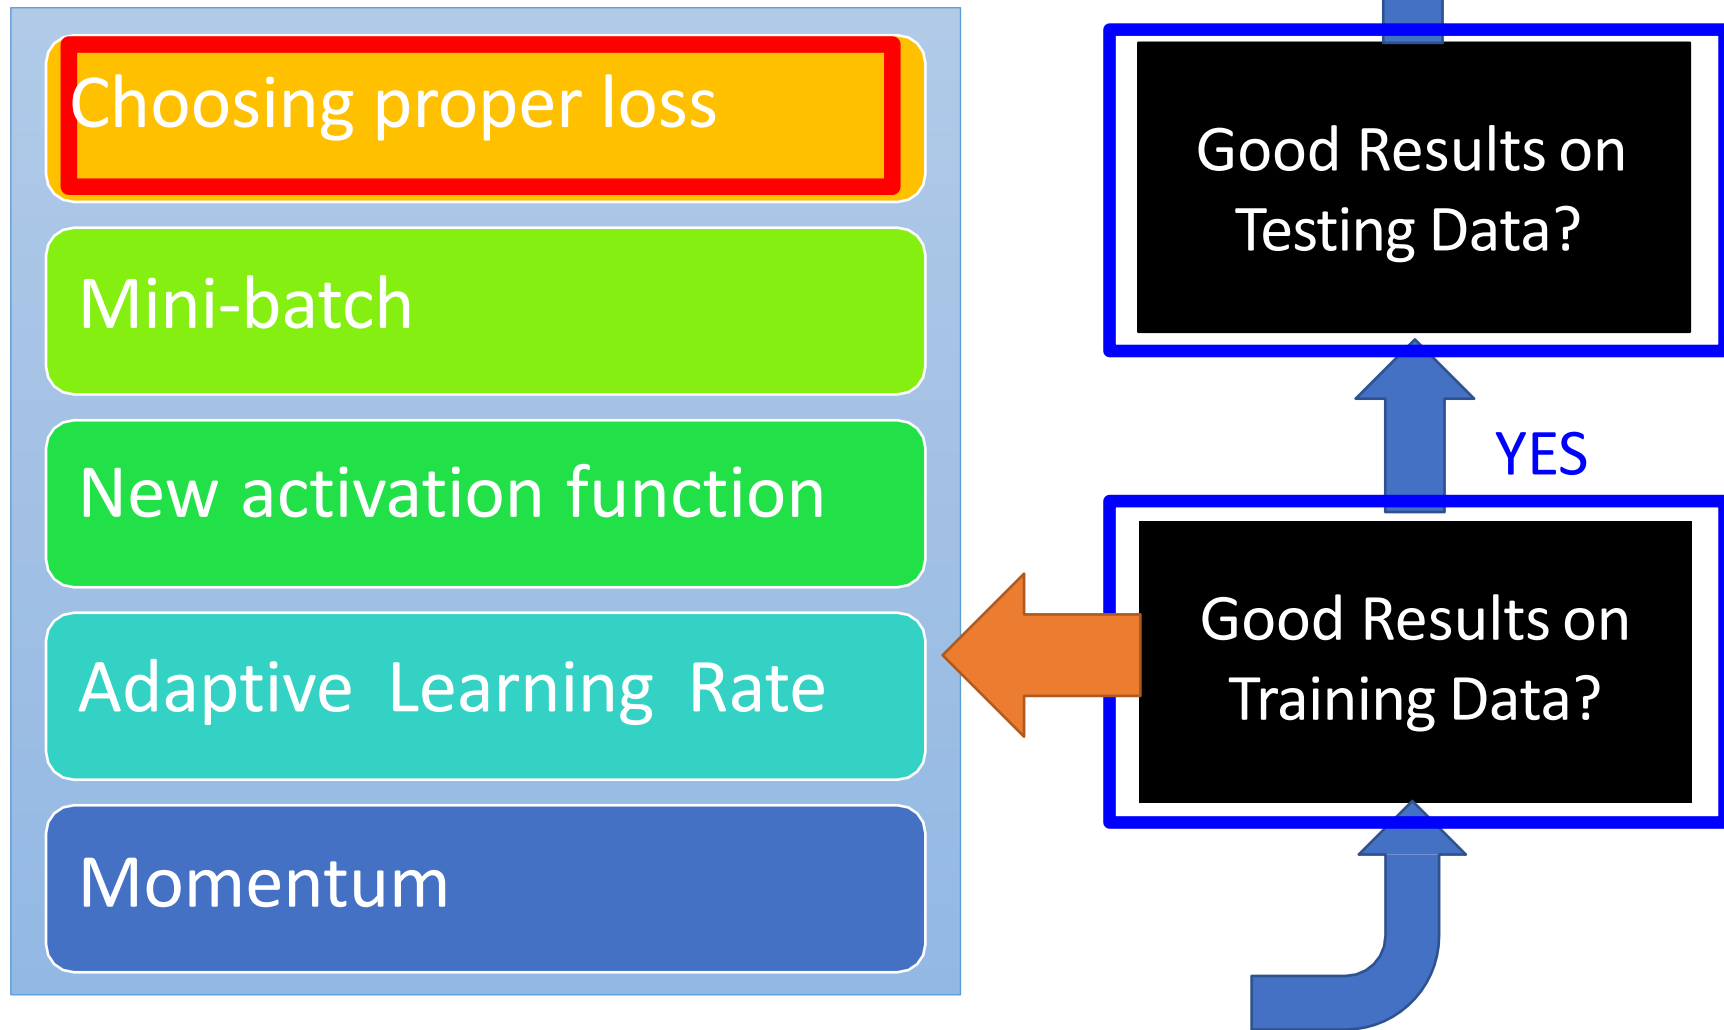 Choosing proper loss
Mini-batch
New activation function
Adaptive Learning Rate
Momentum
Good Results on
Testing Data?
YES
Good Results on
Training Data?